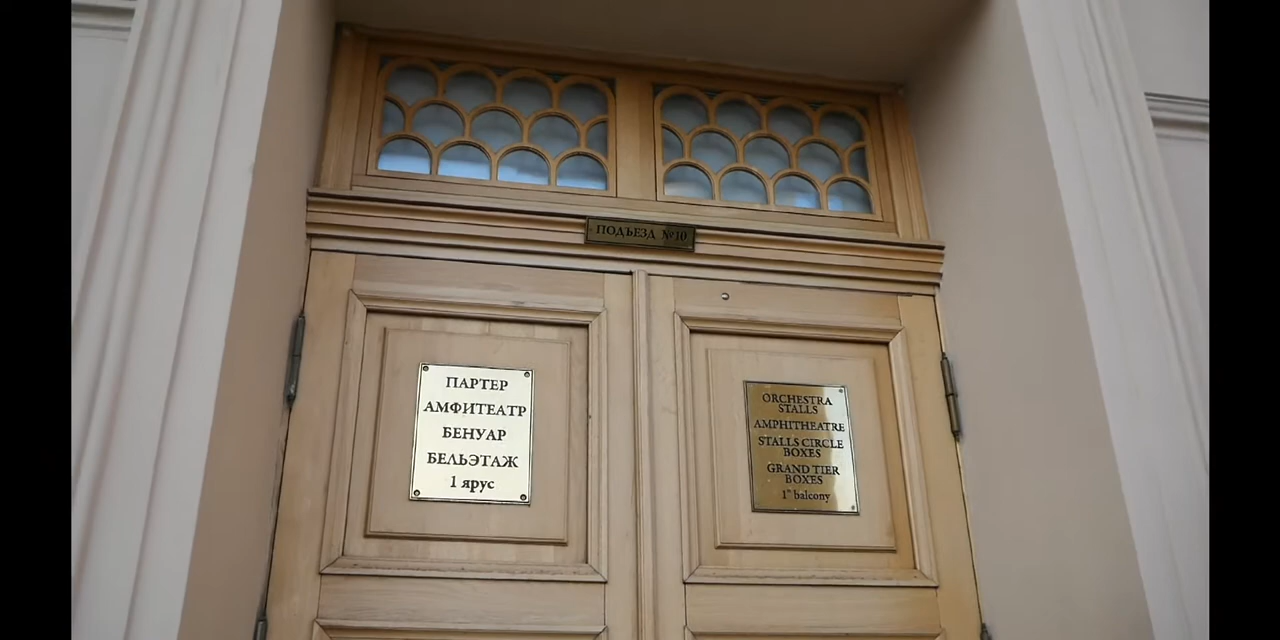 ПОДЪЕЗД №10
ПАРТЕР
АМФИТЕАТР
БЕНУАР
БЕЛЬЭТАЖ
1 ярус
ORCHESTRA
STALLS
AMPHITHEATRE
STALLS CIRCLE
BOXES
GRAND TIER
BOXES
1st balcony